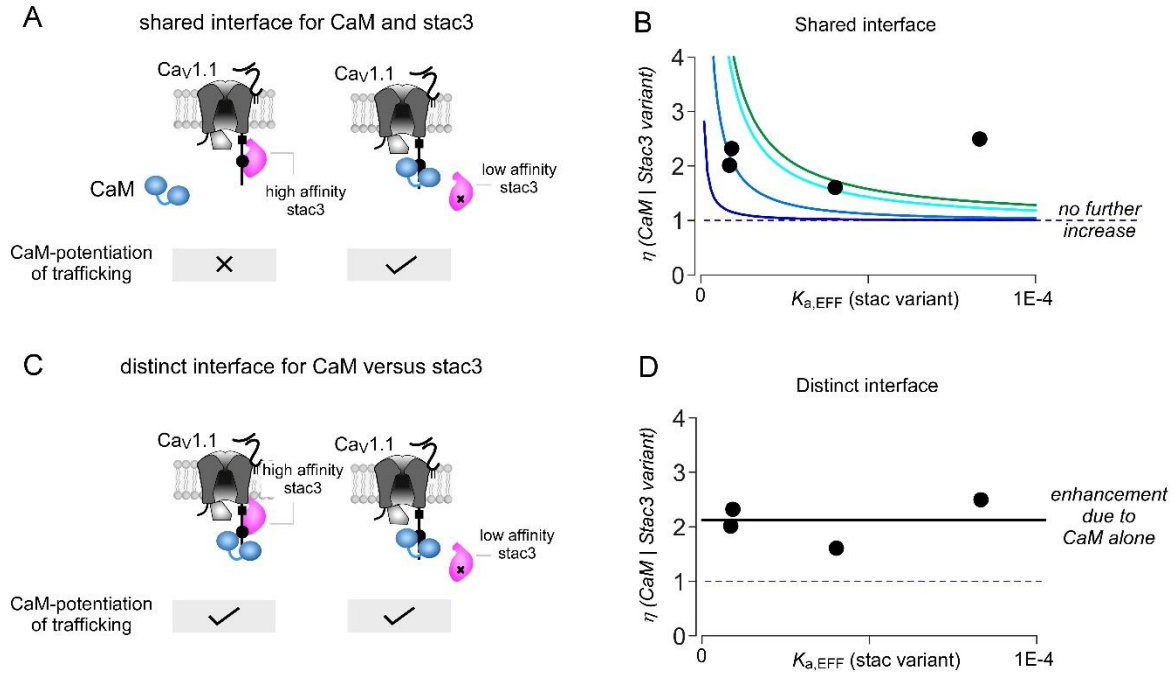 A
shared interface for CaM and stac3
CaV1.1
CaV1.1
CaM
high affinity
stac3
low affinity
stac3
CaM-potentiation
of trafficking
B
Shared interface
η (CaM | Stac3 variant)
4
3
2
1
0
no further
increase
0
1E-4
Ka,EFF (stac variant)
C
distinct interface for CaM versus stac3
CaV1.1
CaV1.1
high affinity
stac3
low affinity
stac3
CaM-potentiation
of trafficking
D
Distinct interface
η (CaM | Stac3 variant)
4
3
2
1
0
enhancement
due to
CaM alone
0
1E-4
Ka,EFF (stac variant)